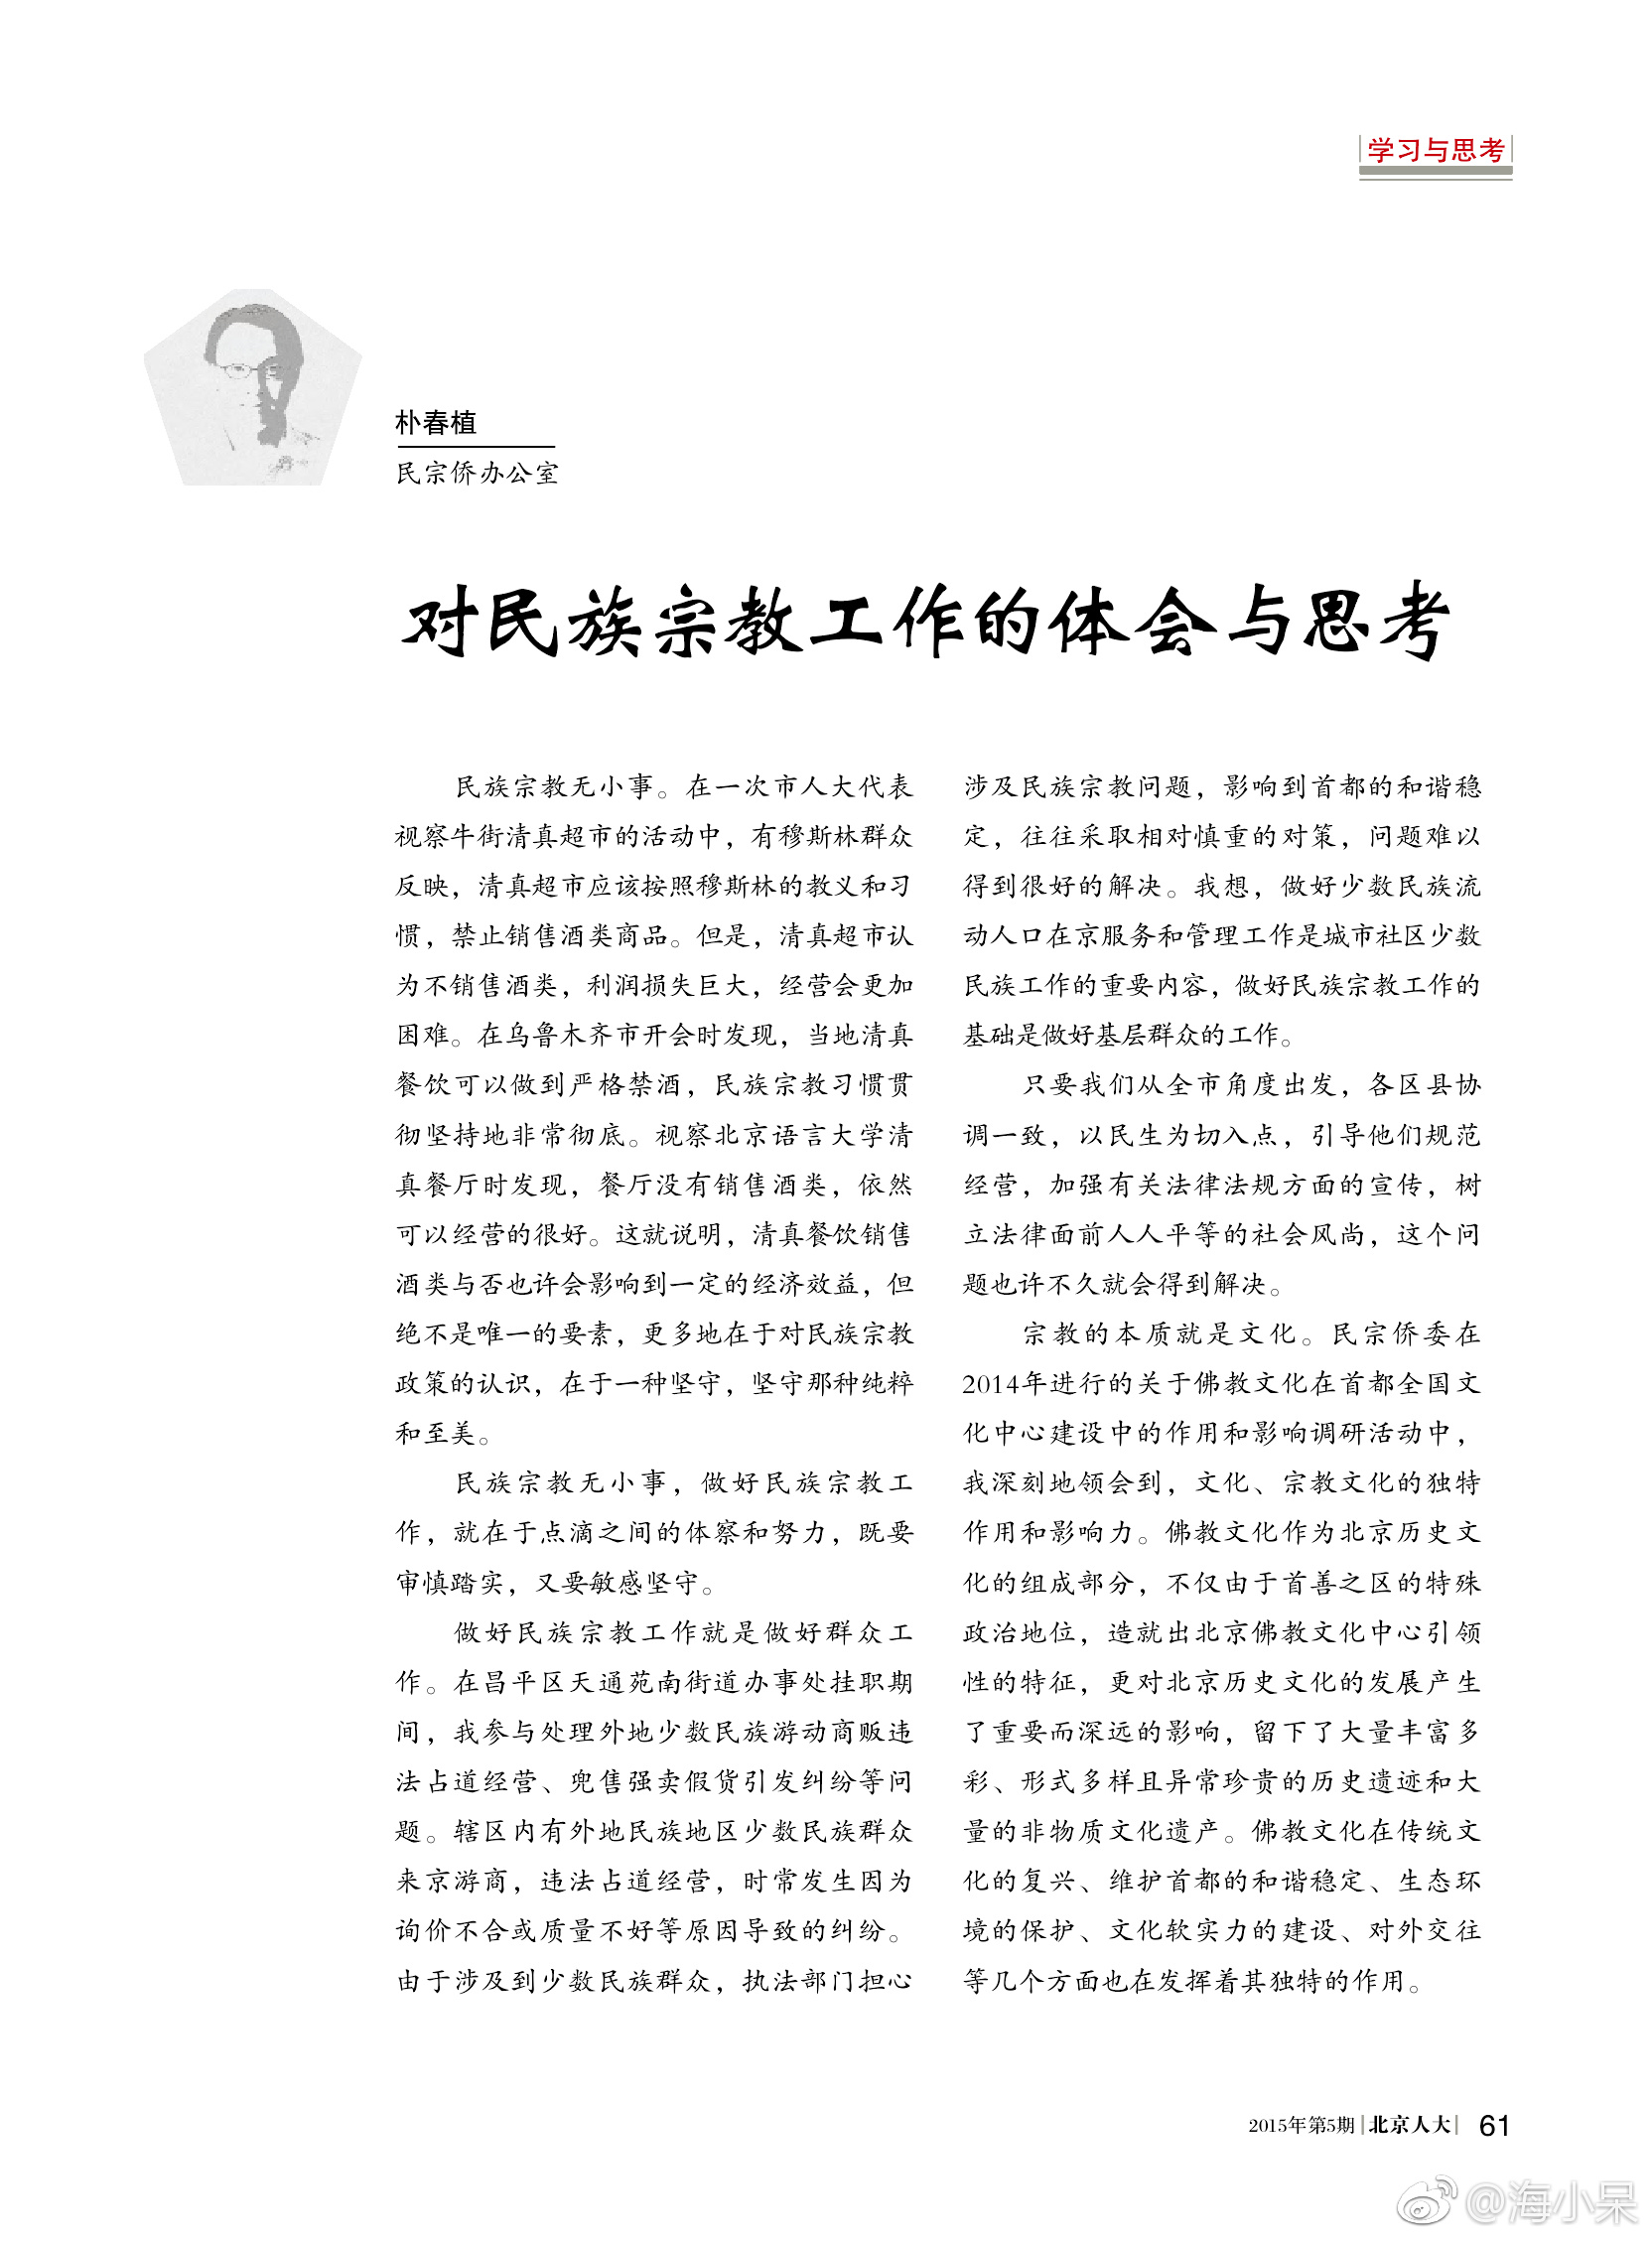 学习与思考
朴春植
民宗侨办公室
对民族宗教工作的体会与思考
民族宗教无小事。在一次市人大代表
视察牛街清真超市的活动中，有穆斯林群众
反映，清真超市应该按照穆斯林的教义和习
惯，禁止销售酒类商品。但是，清真超市认
为不销售酒类，利润损失巨大，经营会更加
困难。在乌鲁木齐市开会时发现，当地清真
餐饮可以做到严格禁酒，民族宗教习惯贯
彻坚持地非常彻底。视察北京语言大学清
真餐厅时发现，餐厅没有销售酒类，依然
可以经营的很好。这就说明，清真餐饮销售
酒类与否也许会影响到一定的经济效益，但
绝不是唯一的要素，更多地在于对民族宗教
政策的认识，在于一种坚守，坚守那种纯粹
和至美。
民族宗教无小事，做好民族宗教工
作，就在于点滴之间的体察和努力，既要
审慎踏实，又要敏感坚守。
做好民族宗教工作就是做好群众工
作。在昌平区天通苑南街道办事处挂职期
间，我参与处理外地少数民族游动商贩违
法占道经营、兜售强卖假货引发纠纷等问
题。辖区内有外地民族地区少数民族群众
来京游商，违法占道经营，时常发生因为
询价不合或质量不好等原因导致的纠纷。
由于涉及到少数民族群众，执法部门担心
涉及民族宗教问题，影响到首都的和谐稳
定，往往采取相对慎重的对策，问题难以
得到很好的解决。我想，做好少数民族流
动人口在京服务和管理工作是城市社区少数
民族工作的重要内容，做好民族宗教工作的
基础是做好基层群众的工作。
只要我们从全市角度出发，各区县协
调一致，以民生为切入点，引导他们规范
经营，加强有关法律法规方面的宣传，树
立法律面前人人平等的社会风尚，这个问
题也许不久就会得到解决。
宗教的本质就是文化。民宗侨委在
2014年进行的关于佛教文化在首都全国文
化中心建设中的作用和影响调研活动中，
我深刻地领会到，文化、宗教文化的独特
作用和影响力。佛教文化作为北京历史文
化的组成部分，不仅由于首善之区的特殊
政治地位，造就出北京佛教文化中心引领
性的特征，更对北京历史文化的发展产生
了重要而深远的影响，留下了大量丰富多
彩、形式多样且异常珍贵的历史遗迹和大
量的非物质文化遗产。佛教文化在传统文
化的复兴、维护首都的和谐稳定、生态环
境的保护、文化软实力的建设、对外交往
等几个方面也在发挥着其独特的作用。
2015年第5期|北京人大| 61
@海小呆